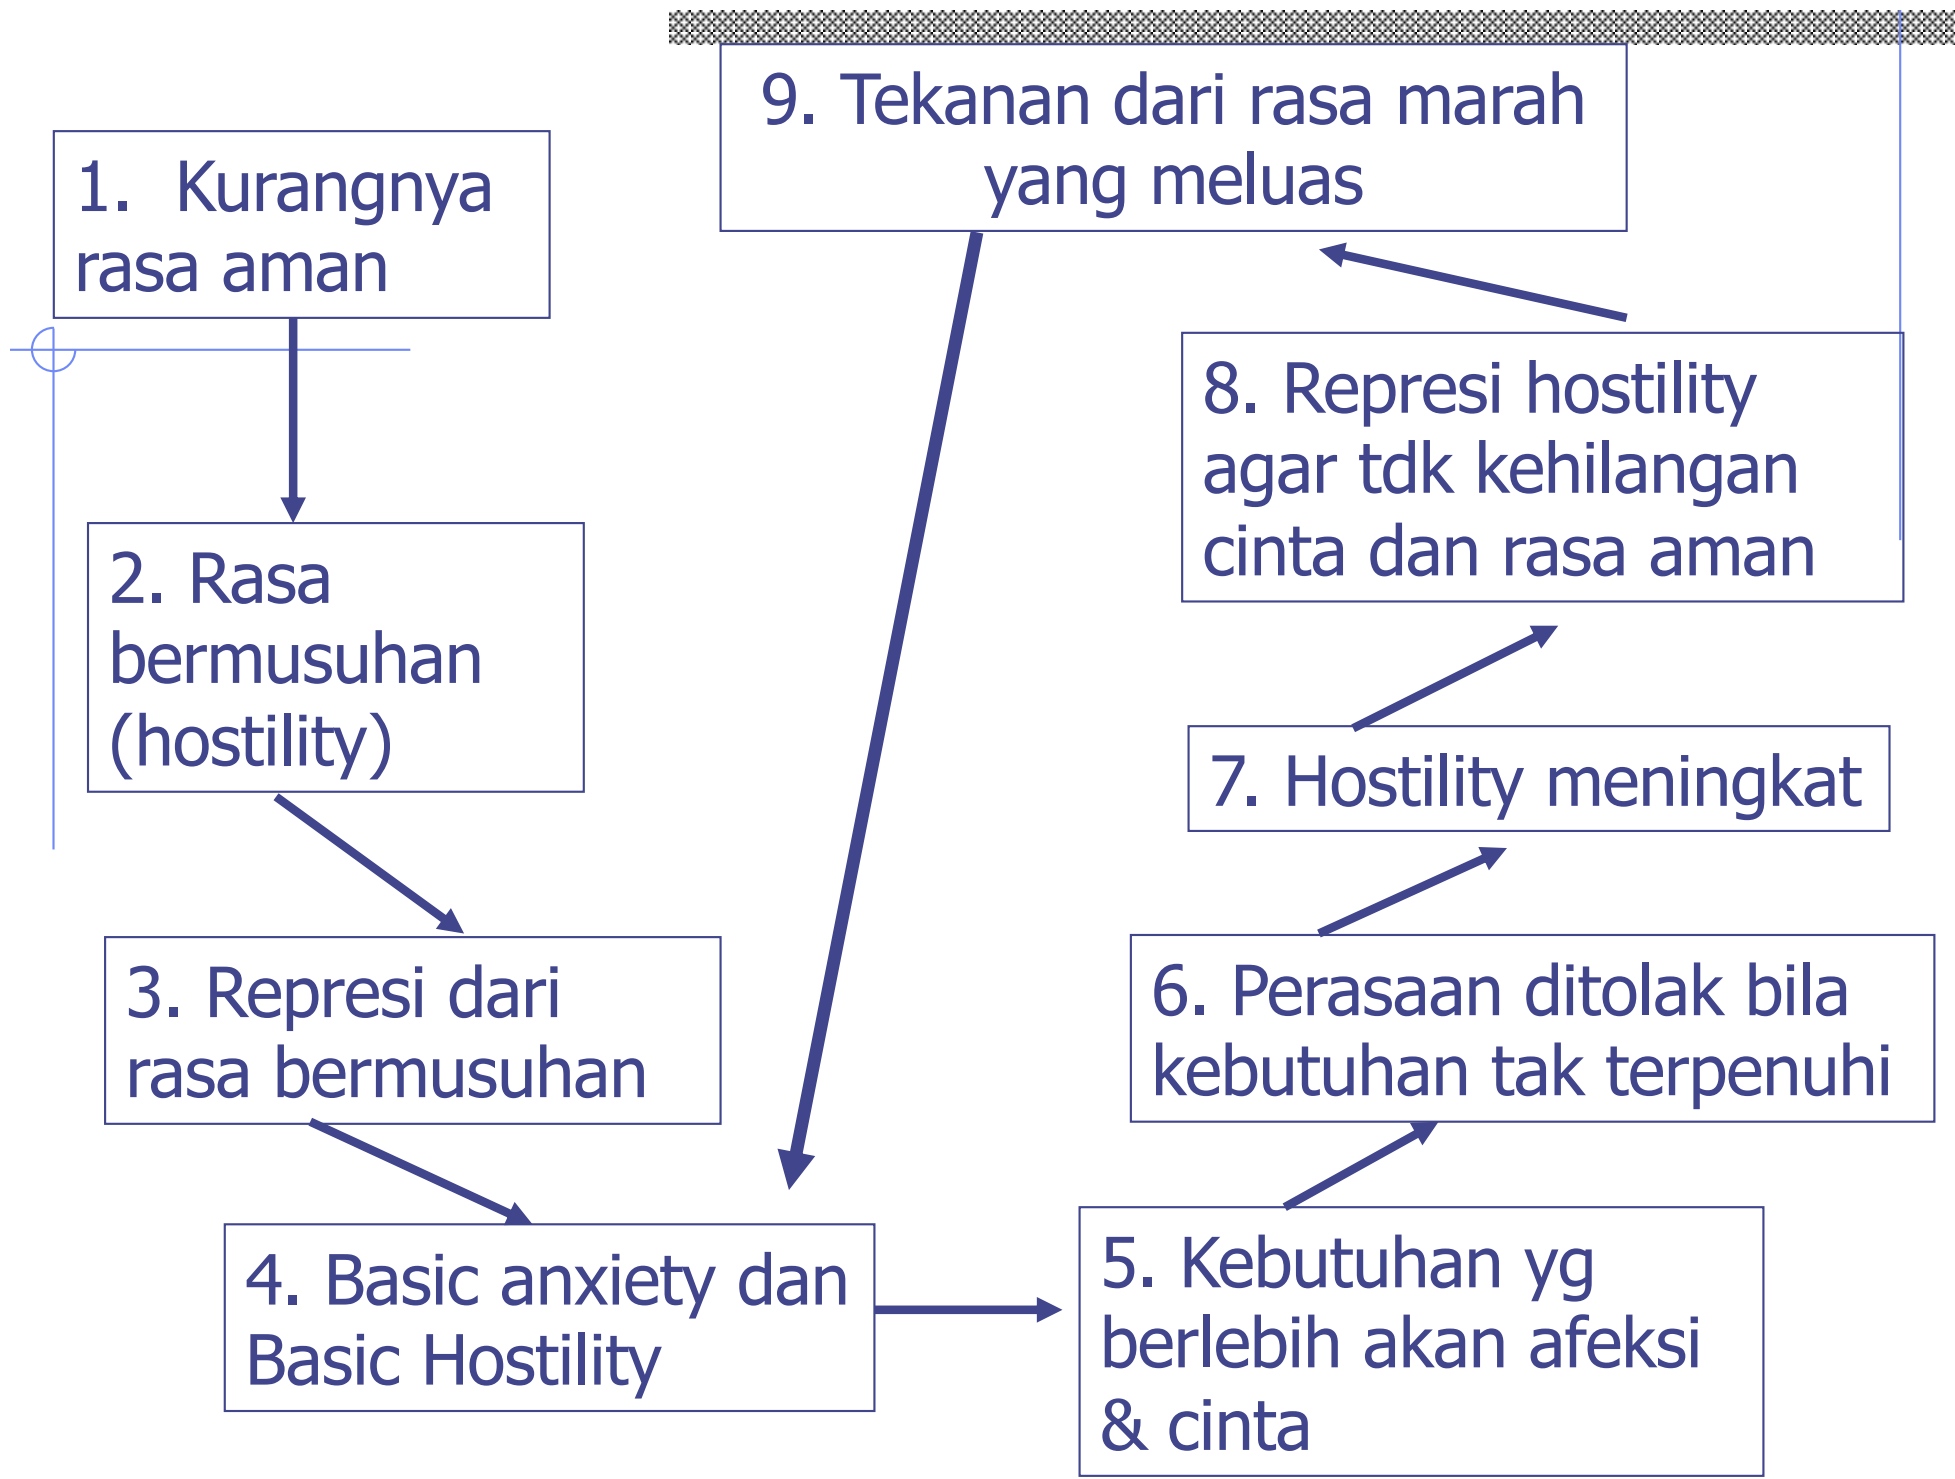 1. Kurangnya
rasa aman
2. Rasa
bermusuhan
(hostility)
3. Represi dari
rasa bermusuhan
4. Basic anxiety dan
Basic Hostility
5. Kebutuhan yg
berlebih akan afeksi
& cinta
6. Perasaan ditolak bila
kebutuhan tak terpenuhi
7. Hostility meningkat
8. Represi hostility
agar tdk kehilangan
cinta dan rasa aman
9. Tekanan dari rasa marah
yang meluas